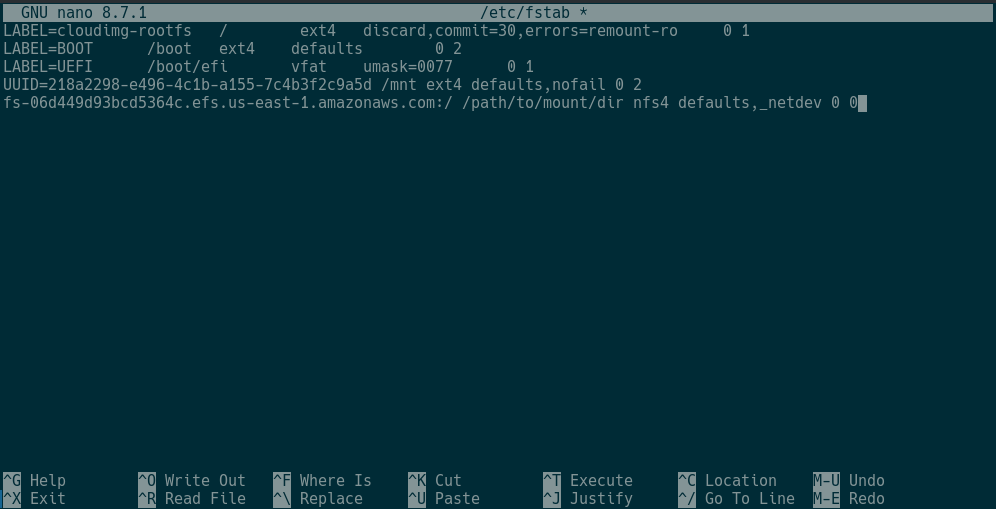 GNU nano 8.7.1 /etc/fstab *
LABEL=cloudimg-rootfs / ext4 discard,commit=30,errors=remount-ro 0 1
LABEL=BOOT /boot ext4 defaults 0 2
LABEL=UEFI /boot/efi vfat umask=0077 0 1
UUID=218a2298-e496-4c1b-a155-7c4b3f2c9a5d /mnt ext4 defaults,nofail 0 2
fs-06d449d93bcd5364c.efs.us-east-1.amazonaws.com:/ /path/to/mount/dir nfs4 defaults,_netdev 0 0
^G Help ^O Write Out ^F Where Is ^K Cut ^T Execute ^C Location M-U Undo
^X Exit ^R Read File ^\ Replace ^U Paste ^J Justify ^/ Go To Line M-E Redo